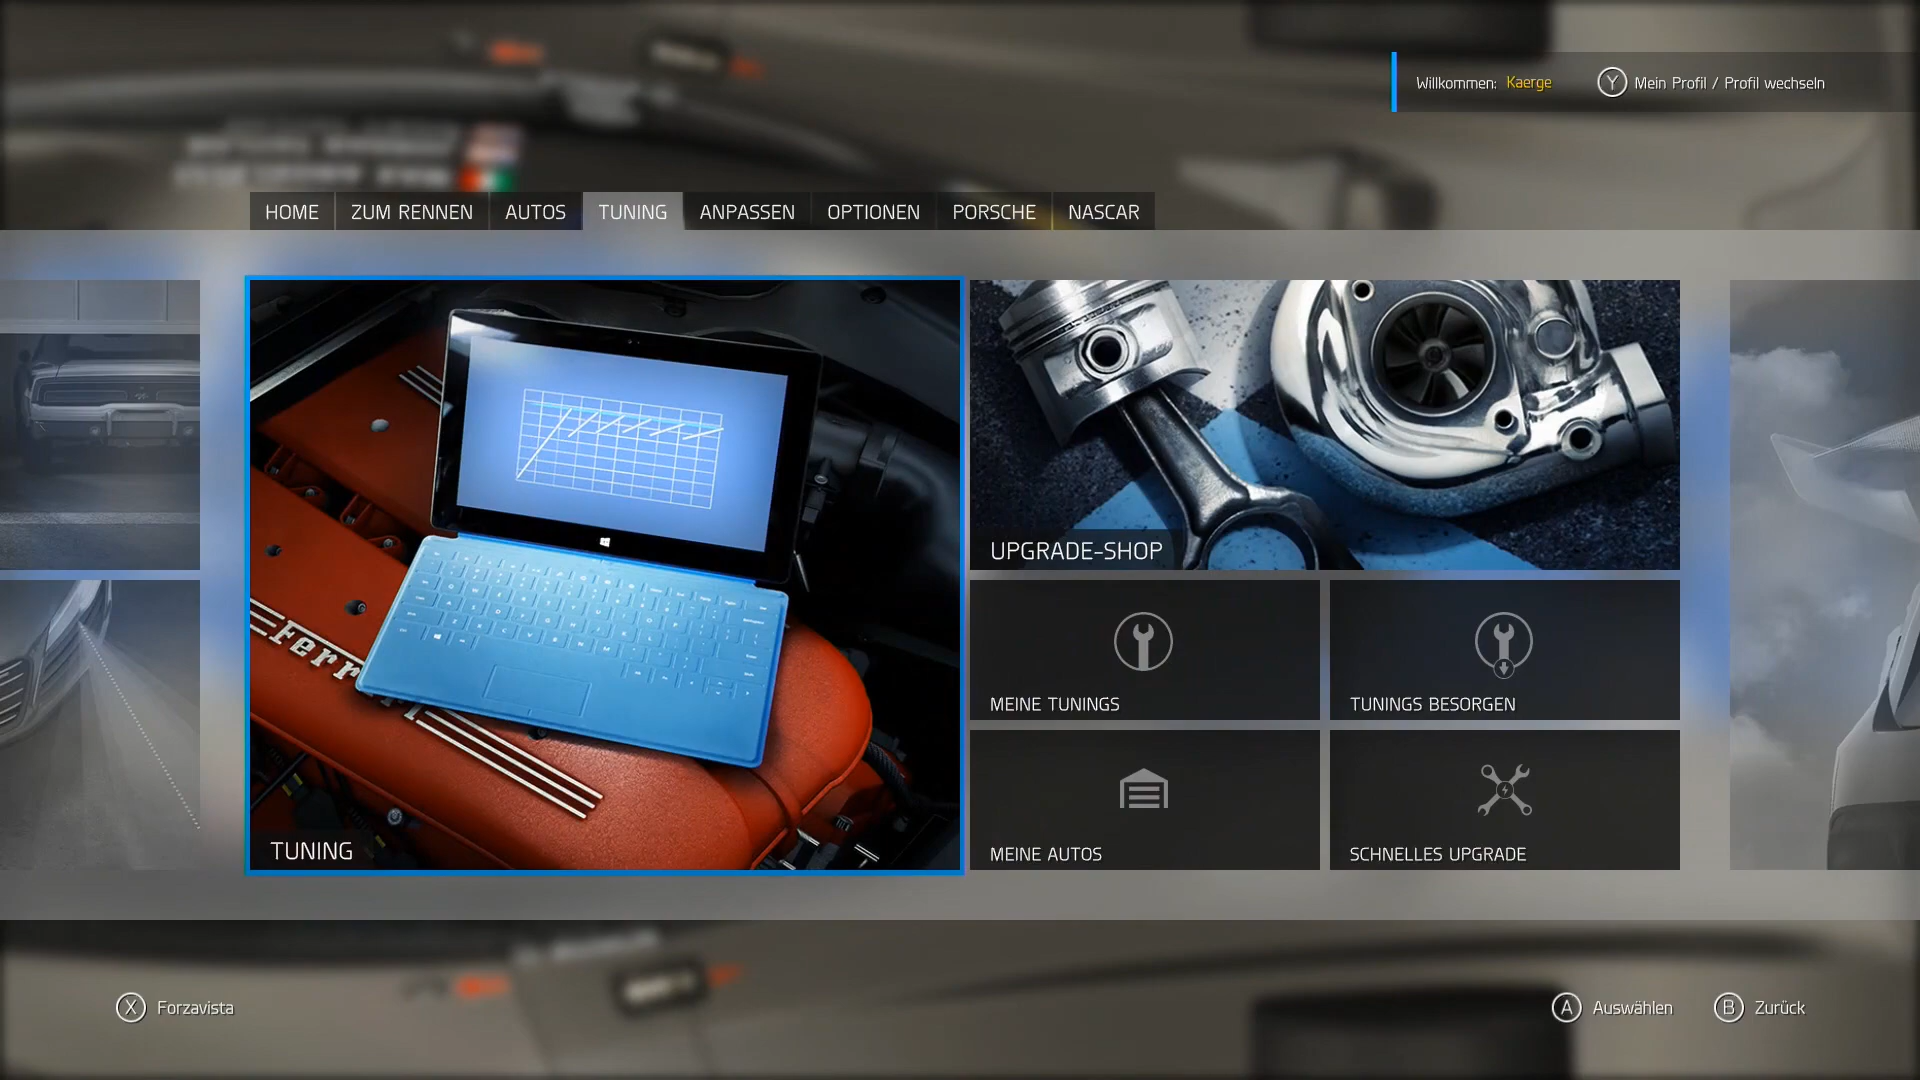 Willkommen: Kaerge Y Mein Profil / Profil wechseln
HOME ZUM RENNEN AUTOS TUNING ANPASSEN OPTIONEN PORSCHE NASCAR
TUNING
UPGRADE-SHOP
MEINE TUNINGS
TUNINGS BESORGEN
MEINE AUTOS
SCHNELLES UPGRADE
X Forzavista
A Auswählen B Zurück